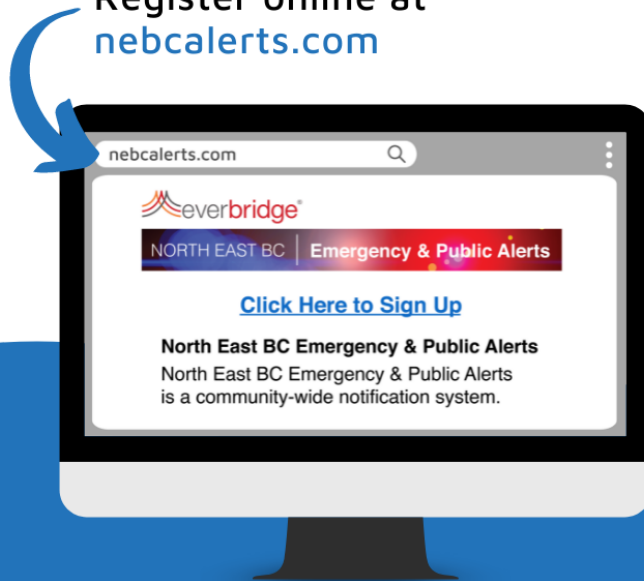 Register online at
nebcalerts.com
nebcalerts.com
everbridge®
NORTH EAST BC | Emergency & Public Alerts
Click Here to Sign Up
North East BC Emergency & Public Alerts
North East BC Emergency & Public Alerts
is a community-wide notification system.